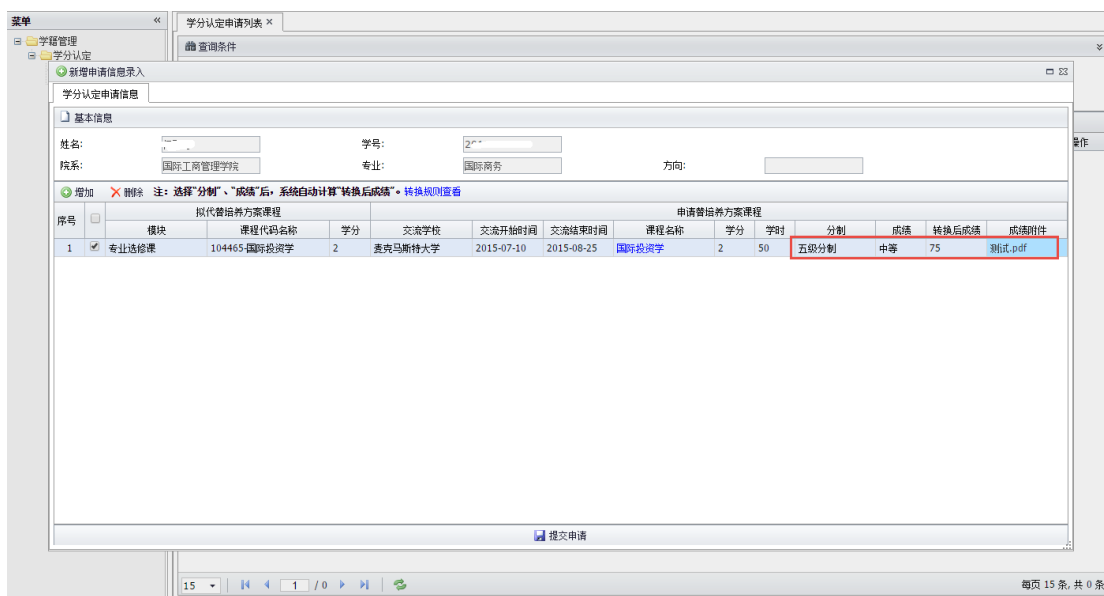 菜单 «
学分认定申请列表 ×
学籍管理
学分认定
查询条件
新增申请信息录入
学分认定申请信息
基本信息
姓名: 学号:
院系: 国际工商管理学院 专业: 国际商务 方向:
操作
增加 删除 注: 选择"分制"、"成绩"后,系统自动计算"转换后成绩"。转换规则查看
序号 拟代替培养方案课程 申请替培养方案课程
模块 课程代码名称 学分 交流学校 交流开始时间 交流结束时间 课程名称 学分 学时 分制 成绩 转换后成绩 成绩附件
1 专业选修课 104465-国际投资学 2 麦克马斯特大学 2015-07-10 2015-08-25 国际投资学 2 50 五级分制 中等 75 测试.pdf
提交申请
15 1 / 0 每页 15 条, 共 0 条